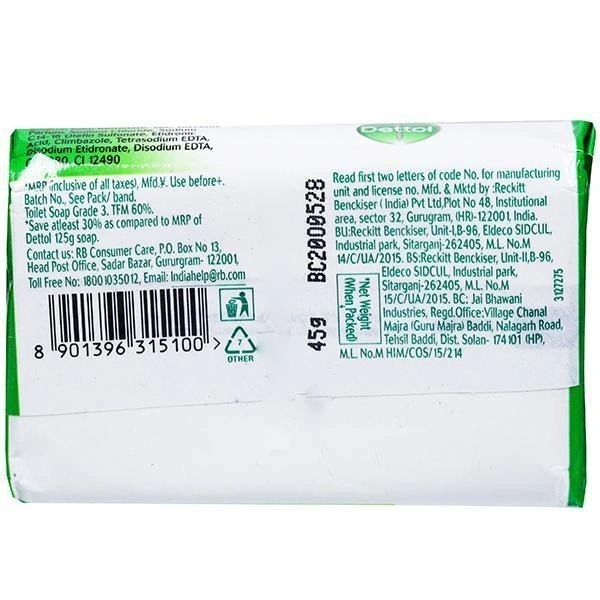 Parfum, Sodium Chloride, Sodium
C14-16 Olefin Sulfonate, Etidronic
Acid, Climbazole, Tetrasodium EDTA,
Disodium Etidronate, Disodium EDTA,
CI 12490
*MRP (inclusive of all taxes), Mfd.¥. Use before+.
Batch No., See Pack/ band.
Toilet Soap Grade 3. TFM 60%.
*Save atleast 30% as compared to MRP of
Dettol 125g soap.
Contact us: RB Consumer Care, P.O. Box No 13,
Head Post Office, Sadar Bazar, Gururgram- 122001,
Toll Free No: 18001035012, Email: Indiahelp@rb.com
8 901396 315100 >
7
OTHER
45g BC2000528
Dettol
Read first two letters of code No. for manufacturing
unit and license no. Mfd. & Mktd by :Reckitt
Benckiser ( India) Pvt Ltd,Plot No 48, Institutional
area, sector 32, Gurugram, (HR)-122001, India.
BU:Reckitt Benckiser, Unit-I,B-96, Eldeco SIDCUL,
Industrial park, Sitarganj-262405, M.L. No.M
14/C/UA/2015. BS:Reckitt Benckiser, Unit-II,B-96,
Eldeco SIDCUL, Industrial park,
Sitarganj-262405, M.L. No.M
15/C/UA/2015. BC: Jai Bhawani
Industries, Regd.Office:Village Chanal
Majra (Guru Majra) Baddi, Nalagarh Road,
Tehsil Baddi, Dist. Solan- 174101 (HP),
M.L. No.M HIM/COS/15/214
*Net Weight
(When Packed)
3127275